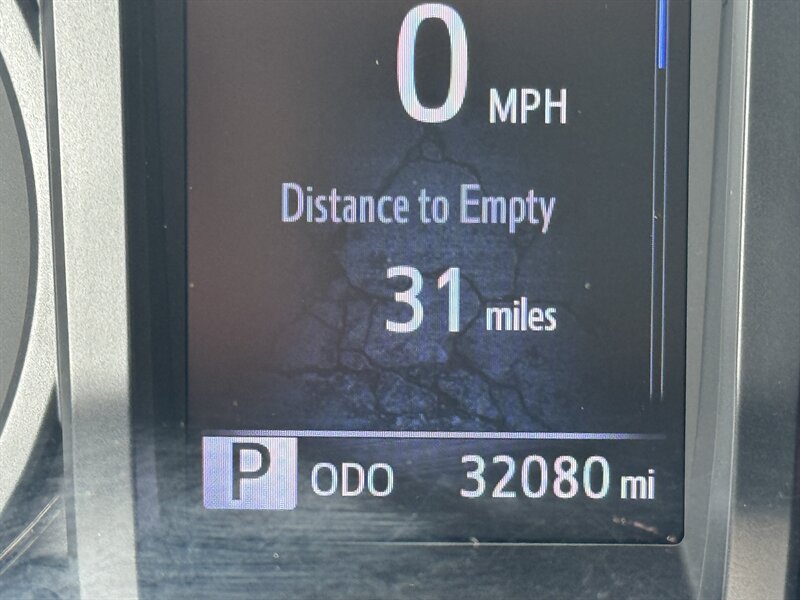 0 MPH
Distance to Empty
31 miles
P ODO 32080 mi